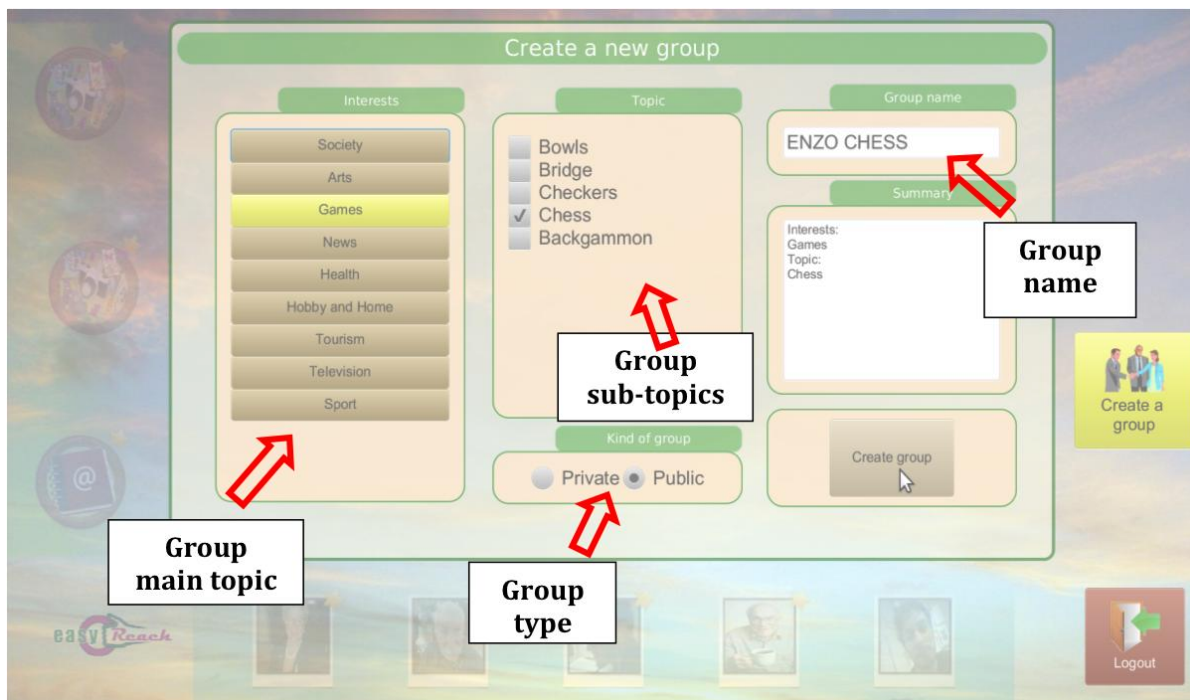 Create a new group
Interests
Society
Arts
Games
News
Health
Hobby and Home
Tourism
Television
Sport
Group
main topic
Topic
Bowls
Bridge
Checkers
Chess
Backgammon
Group
sub-topics
Kind of group
Private
Public
Group
type
Group name
ENZO CHESS
Group
name
Summary
Interests:
Games
Topic:
Chess
Create group
Create a
group
easy Reach
Logout
@